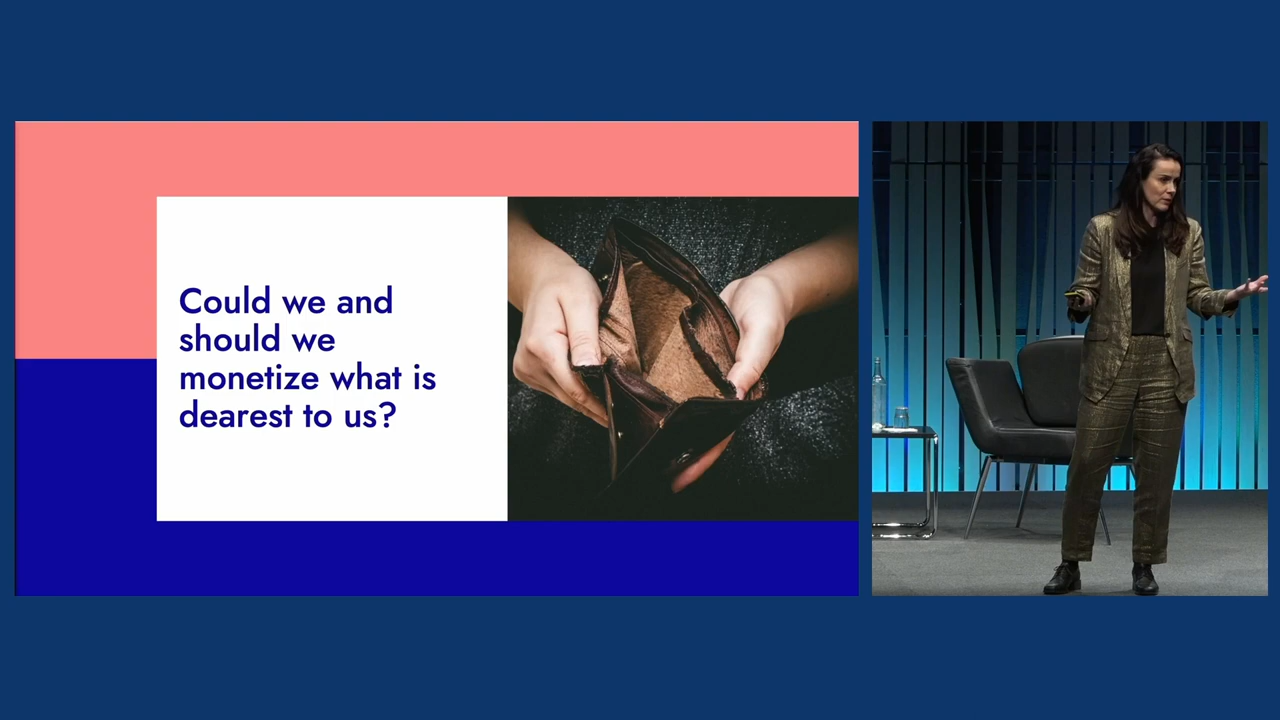 Could we and
should we
monetize what is
dearest to us?